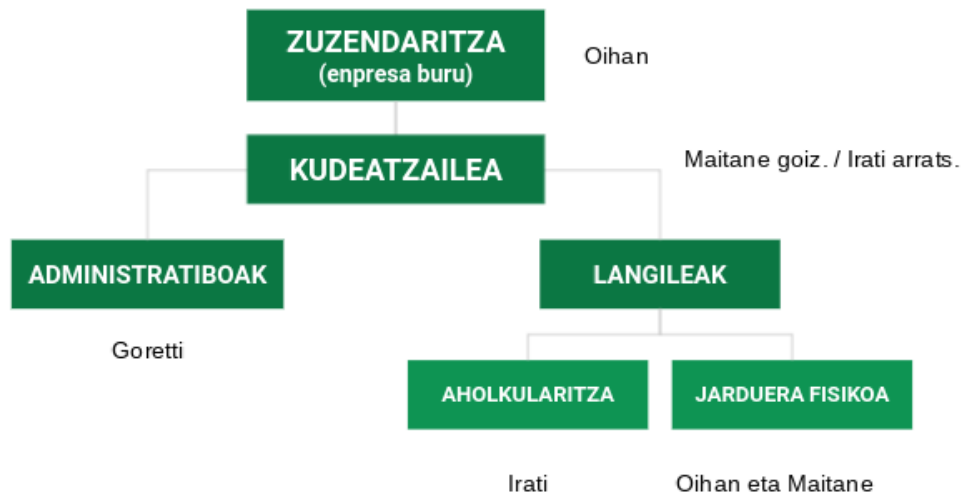 ZUZENDARITZA
(enpresa buru)
Oihan
KUDEATZAILEA
Maitane goiz. / Irati arrats.
ADMINISTRATIBOAK
LANGILEAK
Goretti
AHOLKULARITZA
JARDUERA FISIKOA
Irati
Oihan eta Maitane